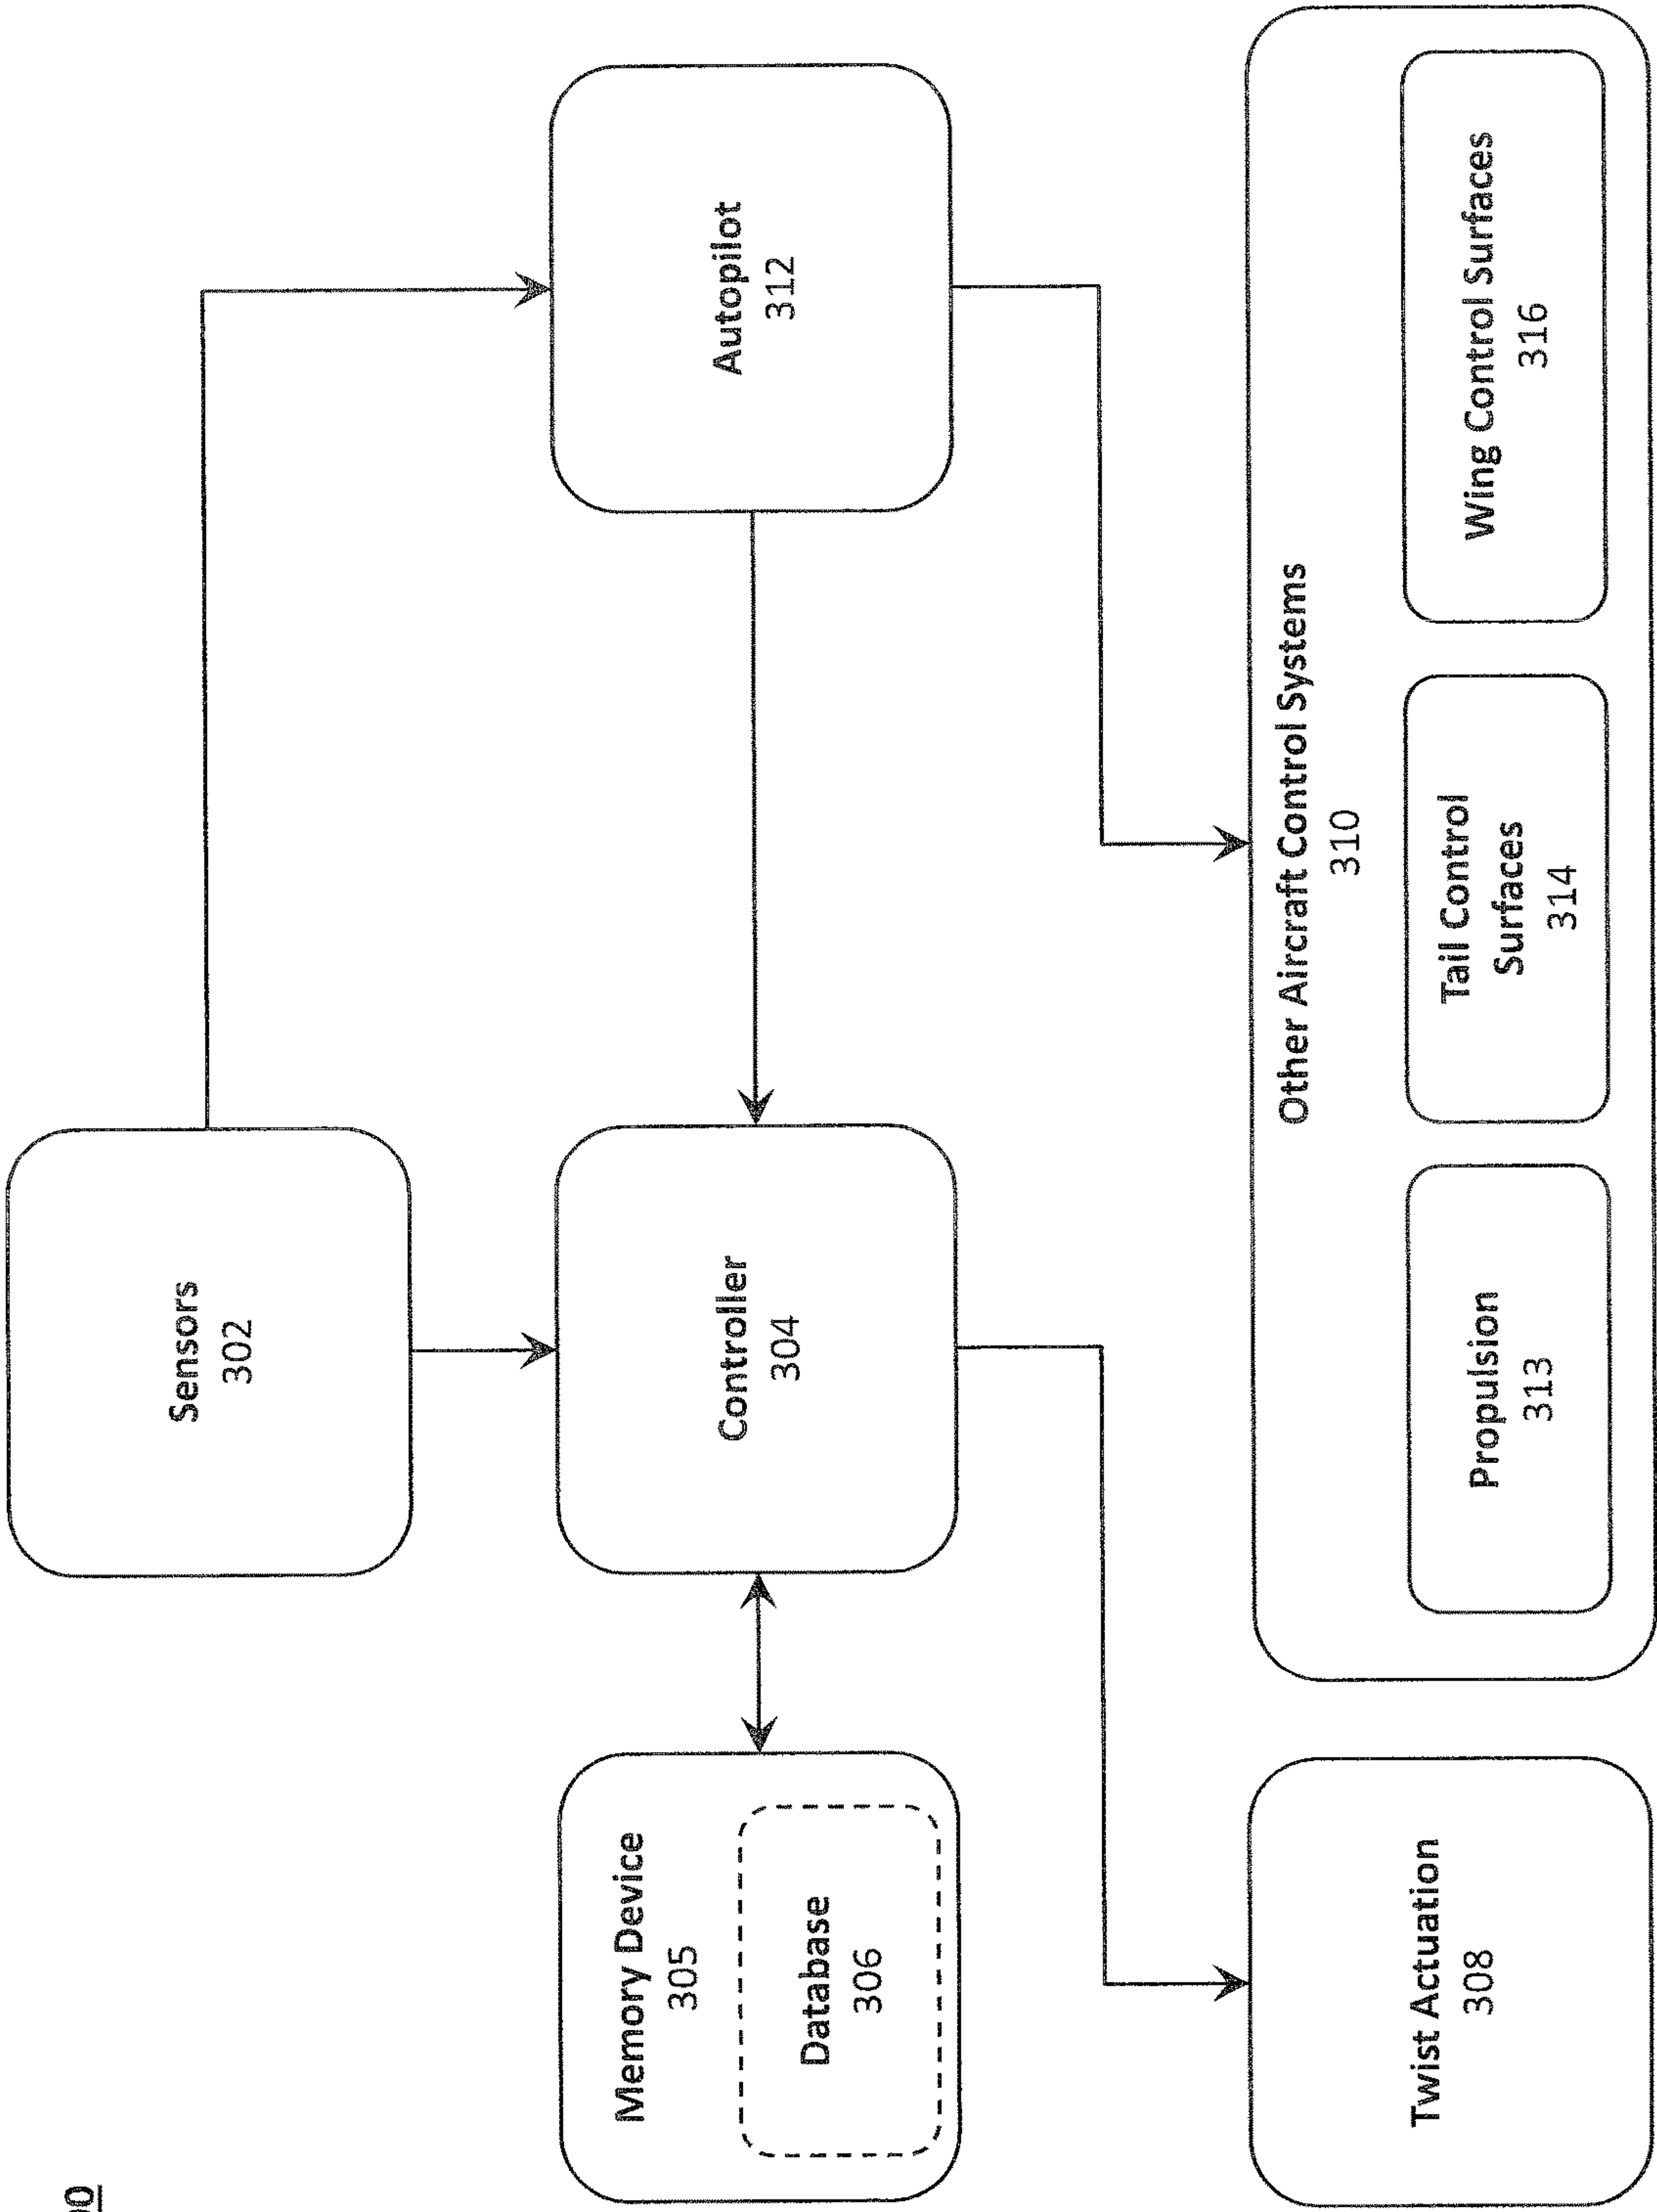 Sensors
302
Memory Device
305
Database
306
Controller
304
Autopilot
312
Twist Actuation
308
Other Aircraft Control Systems
310
Propulsion
313
Tail Control
Surfaces
314
Wing Control Surfaces
316